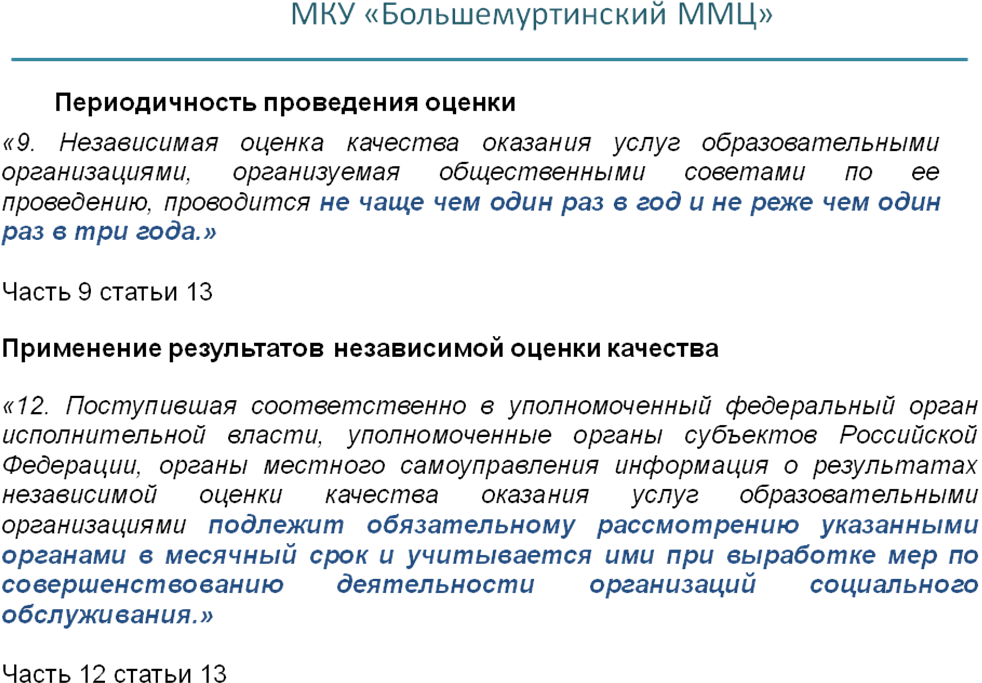 МКУ «Большемуртинский ММЦ»
Периодичность проведения оценки
«9. Независимая оценка качества оказания услуг образовательными
организациями, организуемая общественными советами по ее
проведению, проводится не чаще чем один раз в год и не реже чем один
раз в три года.»
Часть 9 статьи 13
Применение результатов независимой оценки качества
«12. Поступившая соответственно в уполномоченный федеральный орган
исполнительной власти, уполномоченные органы субъектов Российской
Федерации, органы местного самоуправления информация о результатах
независимой оценки качества оказания услуг образовательными
организациями подлежит обязательному рассмотрению указанными
органами в месячный срок и учитывается ими при выработке мер по
совершенствованию деятельности организаций социального
обслуживания.»
Часть 12 статьи 13